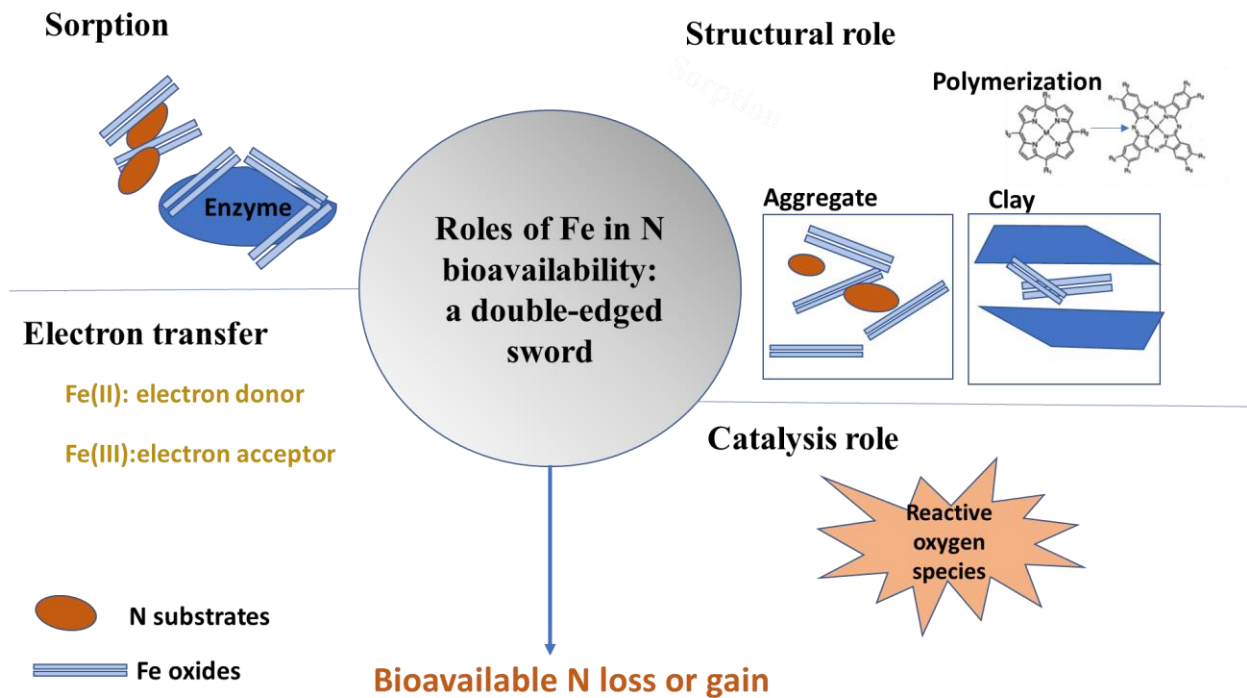 Sorption
Enzyme
Structural role
Sorption
Polymerization
Aggregate
Clay
Roles of Fe in N
bioavailability:
a double-edged
sword
Electron transfer
Fe(II): electron donor
Fe(III):electron acceptor
Catalysis role
Reactive
oxygen
species
N substrates
Fe oxides
Bioavailable N loss or gain